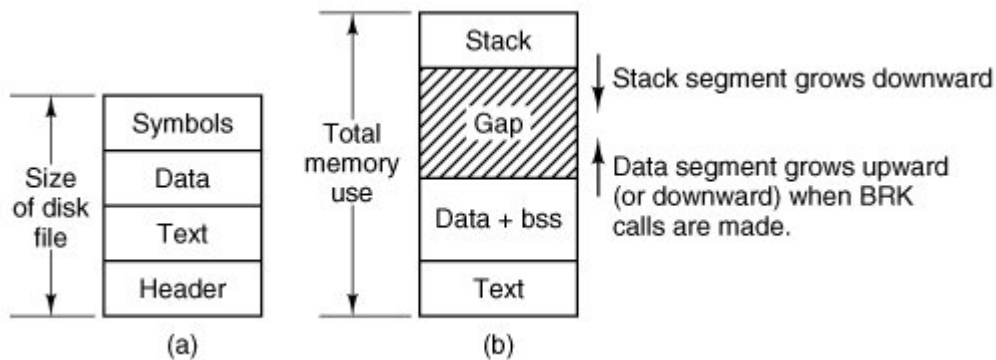 Size
of disk
file
Symbols
Data
Text
Header
(a)
Total
memory
use
Stack
Gap
Data + bss
Text
(b)
Stack segment grows downward
Data segment grows upward
(or downward) when BRK
calls are made.